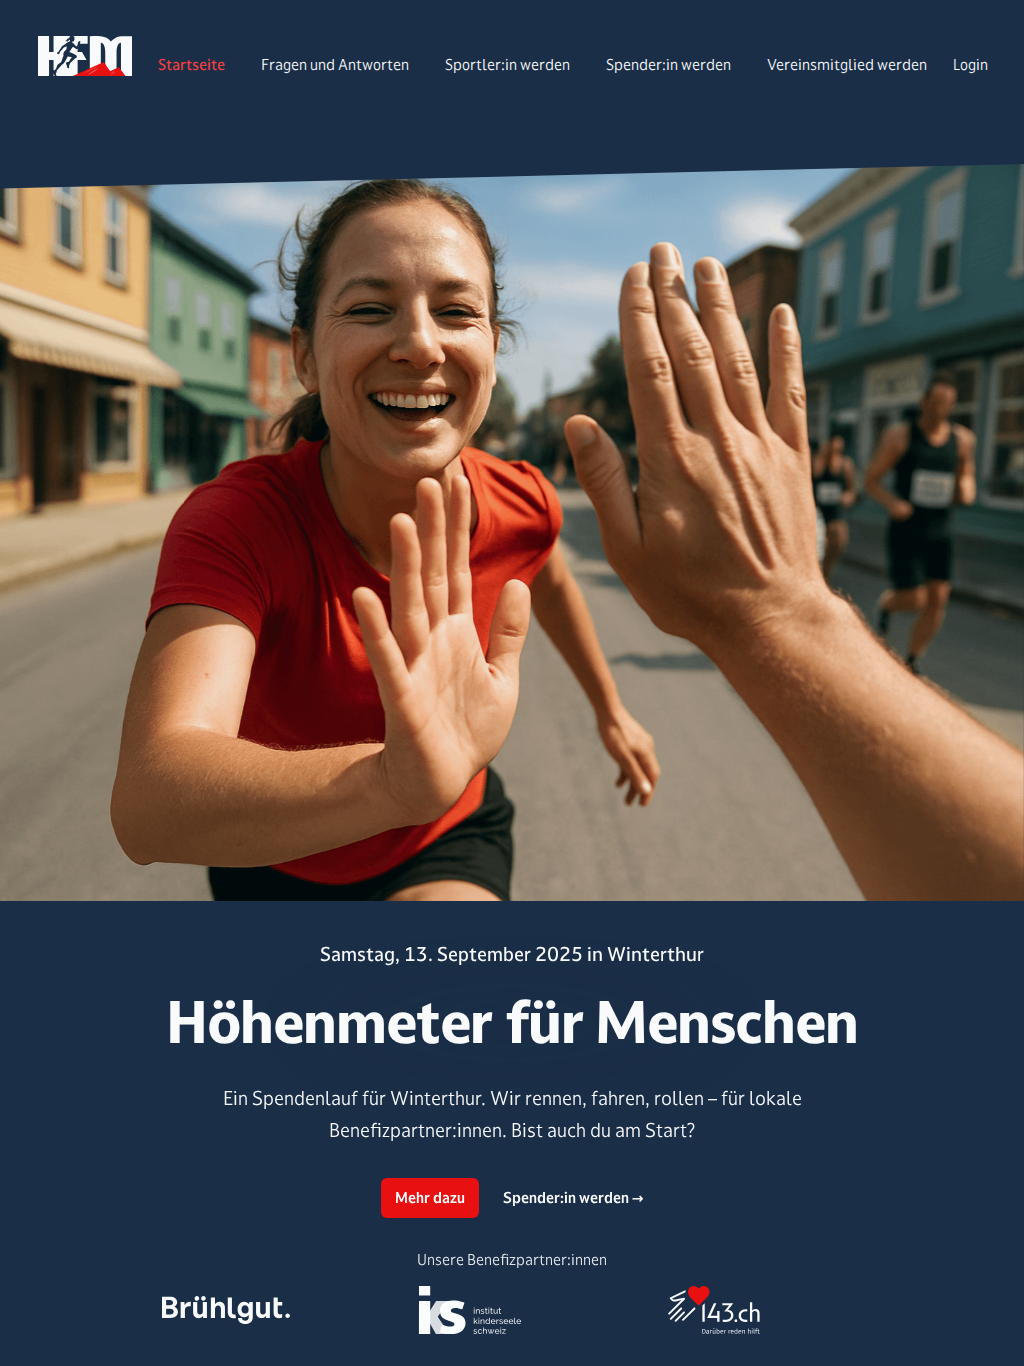 HFM
Startseite
Fragen und Antworten
Sportler:in werden
Spender:in werden
Vereinsmitglied werden
Login
Samstag, 13. September 2025 in Winterthur
Höhenmeter für Menschen
Ein Spendenlauf für Winterthur. Wir rennen, fahren, rollen – für lokale
Benefizpartner:innen. Bist auch du am Start?
Mehr dazu
Spender:in werden →
Unsere Benefizpartner:innen
Brühlgut.
iks
institut
kinderseele
schweiz
143.ch
Darüber reden hilft